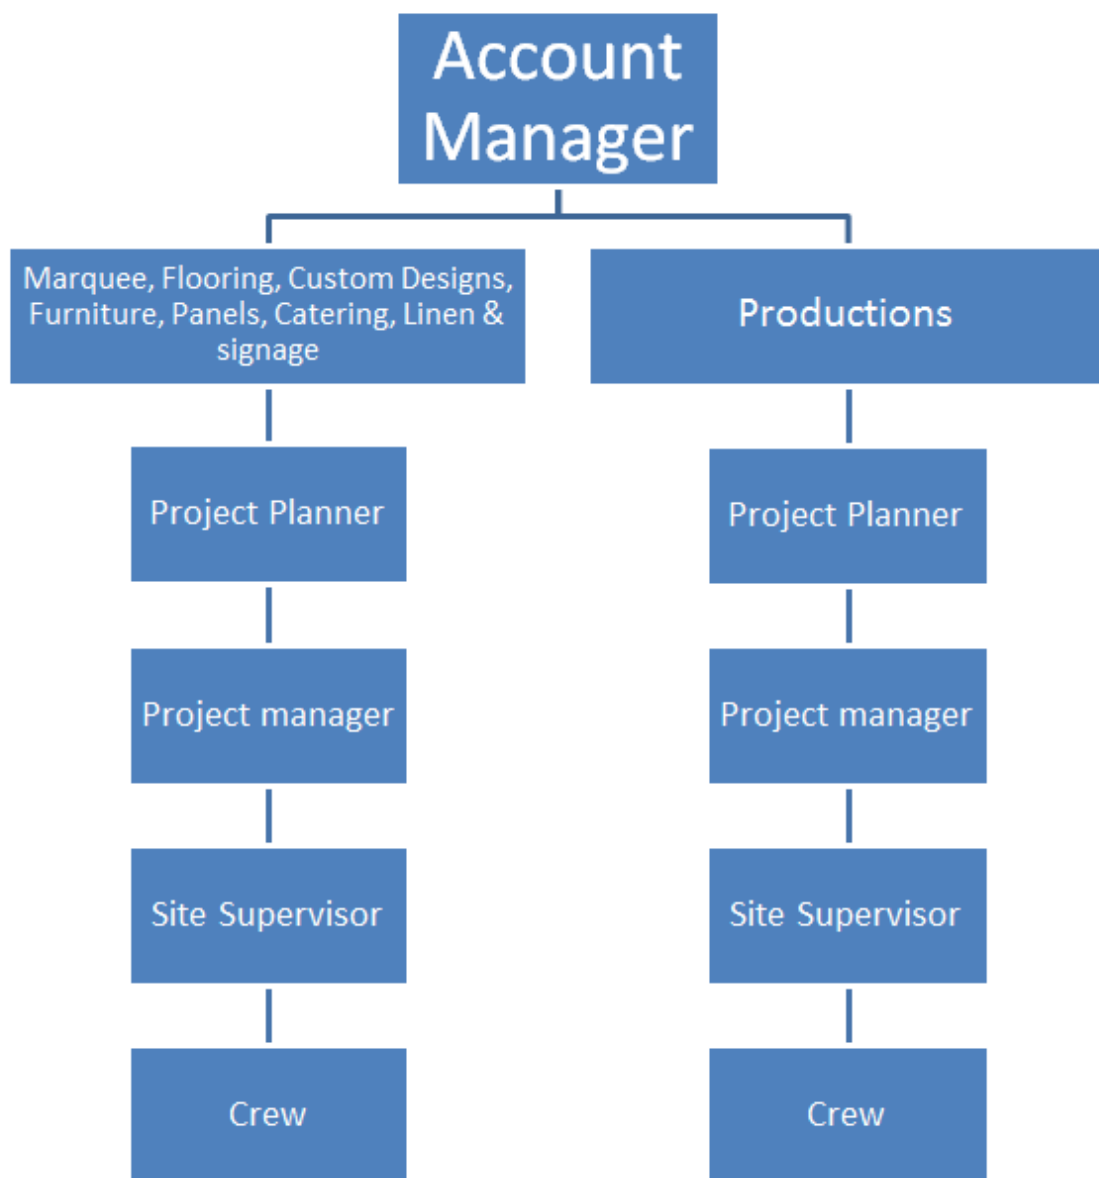 Account
Manager
Marquee, Flooring, Custom Designs,
Furniture, Panels, Catering, Linen &
signage
Productions
Project Planner
Project Planner
Project manager
Project manager
Site Supervisor
Site Supervisor
Crew
Crew